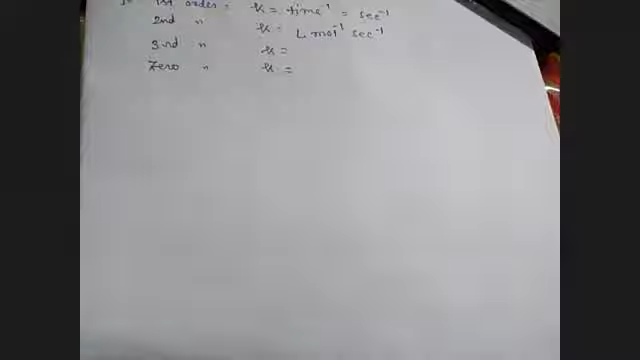 1st order = k = time⁻¹ = sec⁻¹
2nd " k = L mol⁻¹ sec⁻¹
3rd " k =
Zero " k =